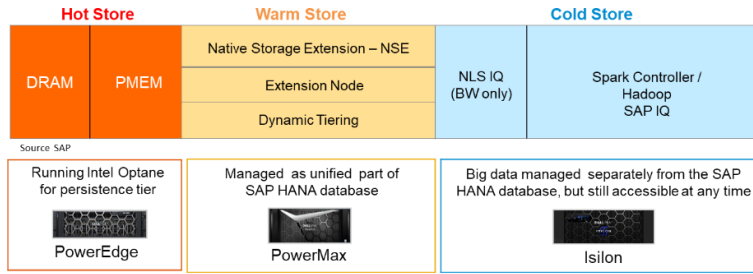 Hot Store
Warm Store
Cold Store
DRAM
PMEM
Native Storage Extension – NSE
Extension Node
Dynamic Tiering
NLS IQ
(BW only)
Spark Controller /
Hadoop
SAP IQ
Source SAP
Running Intel Optane
for persistence tier
PowerEdge
Managed as unified part of
SAP HANA database
PowerMax
Big data managed separately from the SAP
HANA database, but still accessible at any time
Isilon